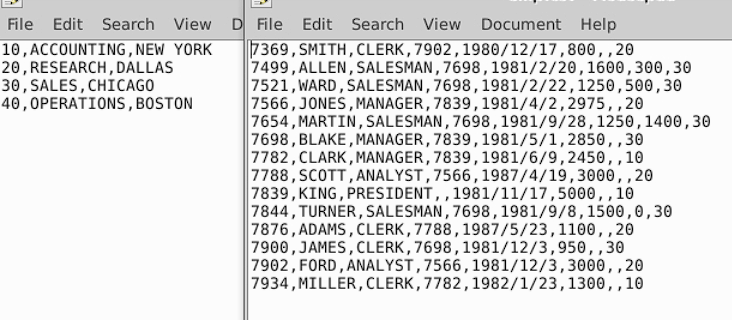 File Edit Search View D
10,ACCOUNTING,NEW YORK
20,RESEARCH,DALLAS
30,SALES,CHICAGO
40,OPERATIONS,BOSTON
File Edit Search View Document Help
7369,SMITH,CLERK,7902,1980/12/17,800,,20
7499,ALLEN,SALESMAN,7698,1981/2/20,1600,300,30
7521,WARD,SALESMAN,7698,1981/2/22,1250,500,30
7566,JONES,MANAGER,7839,1981/4/2,2975,,20
7654,MARTIN,SALESMAN,7698,1981/9/28,1250,1400,30
7698,BLAKE,MANAGER,7839,1981/5/1,2850,,30
7782,CLARK,MANAGER,7839,1981/6/9,2450,,10
7788,SCOTT,ANALYST,7566,1987/4/19,3000,,20
7839,KING,PRESIDENT,,1981/11/17,5000,,10
7844,TURNER,SALESMAN,7698,1981/9/8,1500,0,30
7876,ADAMS,CLERK,7788,1987/5/23,1100,,20
7900,JAMES,CLERK,7698,1981/12/3,950,,30
7902,FORD,ANALYST,7566,1981/12/3,3000,,20
7934,MILLER,CLERK,7782,1982/1/23,1300,,10